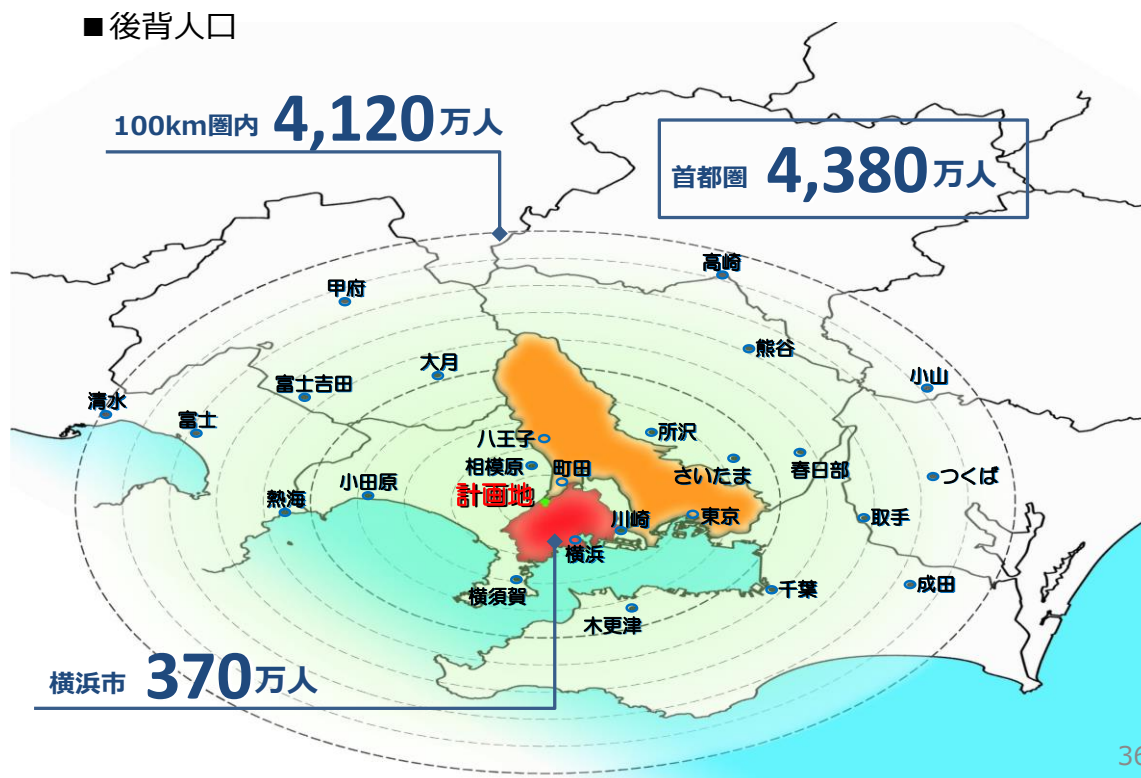 ■後背人口
100km圏内 4,120万人
首都圏 4,380万人
高崎
甲府
熊谷
大月
小山
富士吉田
清水
富士
所沢
八王子
さいたま
春日部
相模原
町田
つくば
小田原
計画地
熱海
川崎
東京
取手
横浜
横須賀
千葉
成田
木更津
横浜市 370万人
36